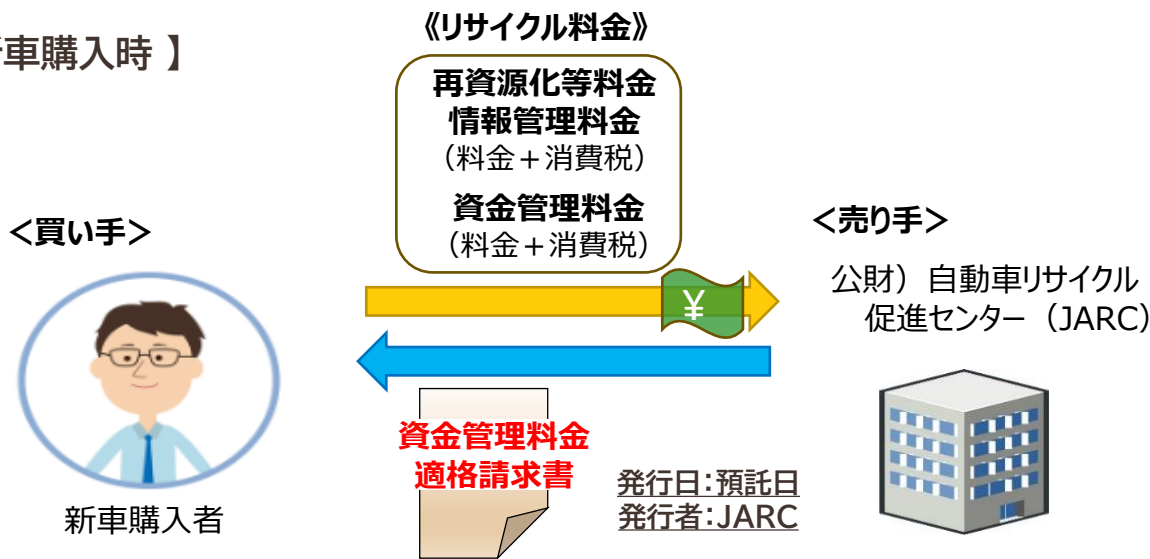 車購入時 】
《リサイクル料金》
再資源化等料金
情報管理料金
（料金＋消費税）
資金管理料金
（料金＋消費税）
＜買い手＞
＜売り手＞
公財）自動車リサイクル
促進センター（JARC）
¥
資金管理料金
適格請求書
発行日：預託日
発行者：JARC
新車購入者